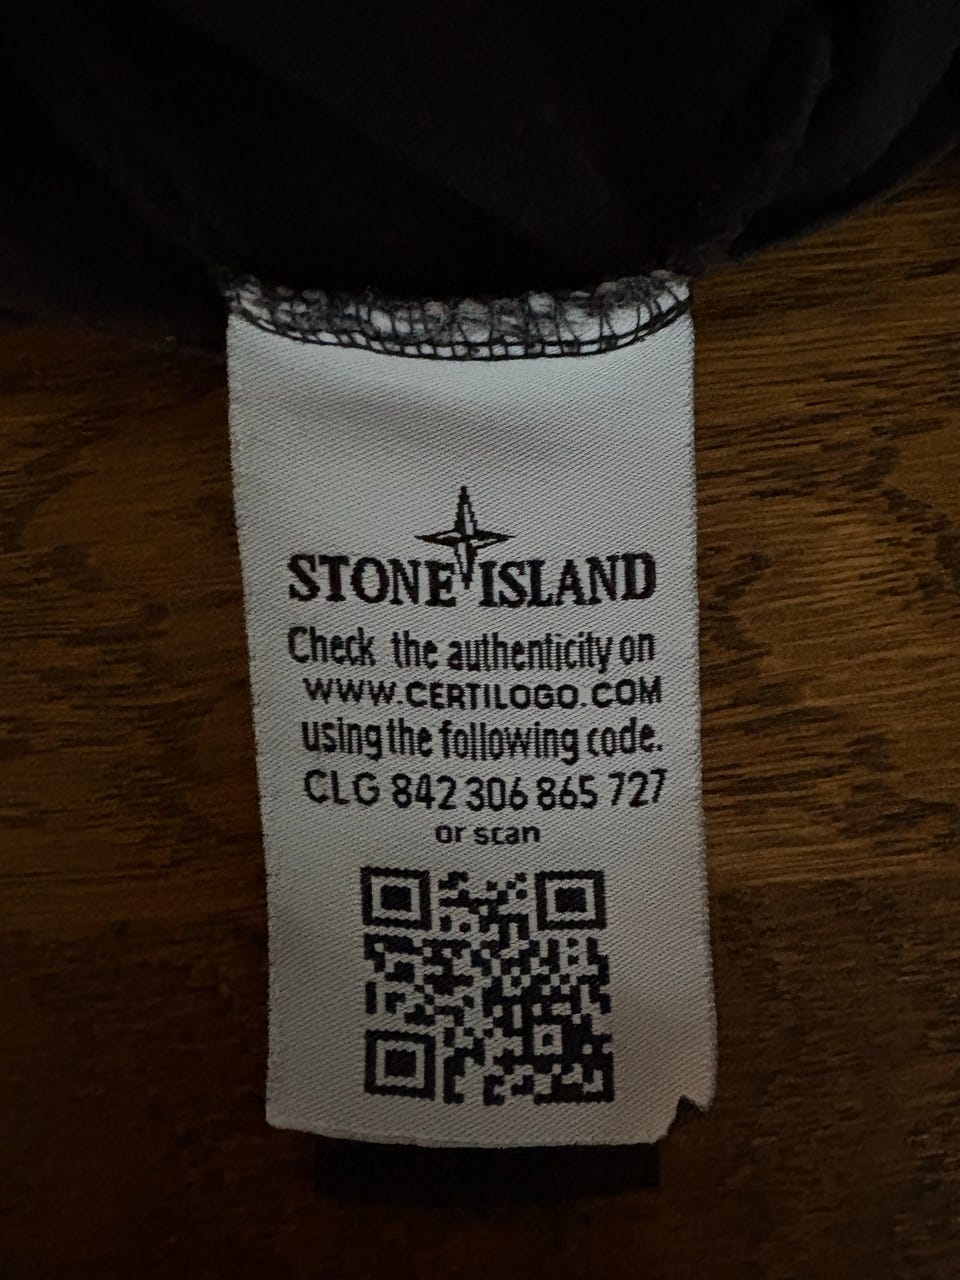 STONE ISLAND
Check the authenticity on
WWW.CERTILOGO.COM
using the following code.
CLG 842 306 865 727
or scan